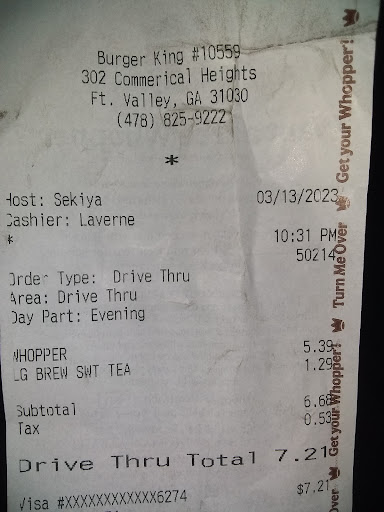 Burger King #10559
302 Commerical Heights
Ft. Valley, GA 31030
(478) 825-9222
*
Host: Sekiya 03/13/2023
Cashier: Laverne
* 10:31 PM
50214
Order Type: Drive Thru
Area: Drive Thru
Day Part: Evening
WHOPPER 5.39
LG BREW SWT TEA 1.29
Subtotal 6.68
Tax 0.53
Drive Thru Total 7.21
Visa #XXXXXXXXXXXX6274 $7.21
Over Get your Whopper! Turn Me Over Get your Whopper!